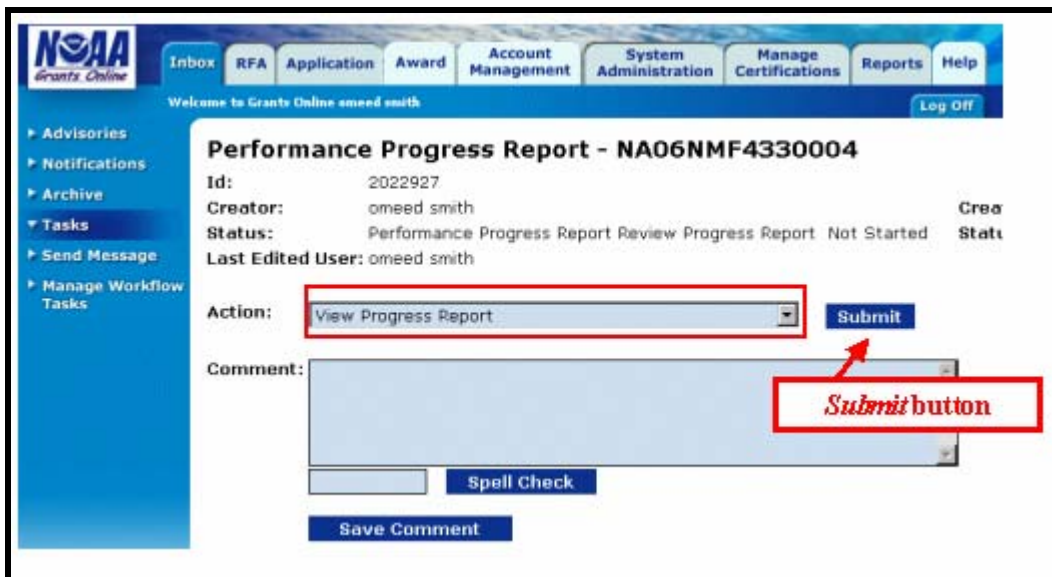 NOAA
Grants Online
Inbox RFA Application Award Account Management System Administration Manage Certifications Reports Help
Welcome to Grants Online omeed smith
Log Off
Advisories
Notifications
Archive
Tasks
Send Message
Manage Workflow
Tasks
Performance Progress Report - NA06NMF4330004
Id: 2022927
Creator: omeed smith Crea
Status: Performance Progress Report Review Progress Report Not Started Statu
Last Edited User: omeed smith
Action: View Progress Report Submit
Comment:
Submit button
Spell Check
Save Comment